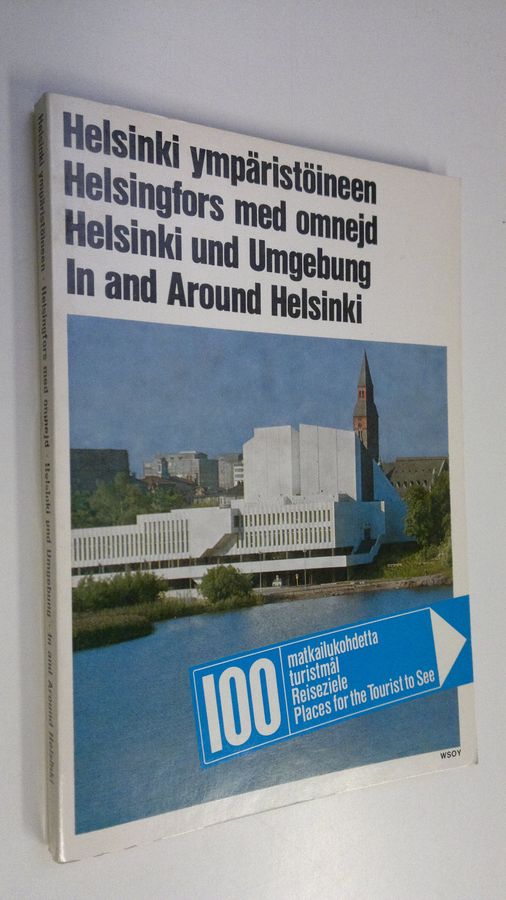 Helsinki ympäristöineen
Helsingfors med omnejd
Helsinki und Umgebung
In and Around Helsinki
100
matkailukohdetta
turistmål
Reiseziele
Places for the Tourist to See
WSOY
Helsinki ympäristöineen · Helsingfors med omnejd · Helsinki und Umgebung · In and Around Helsinki